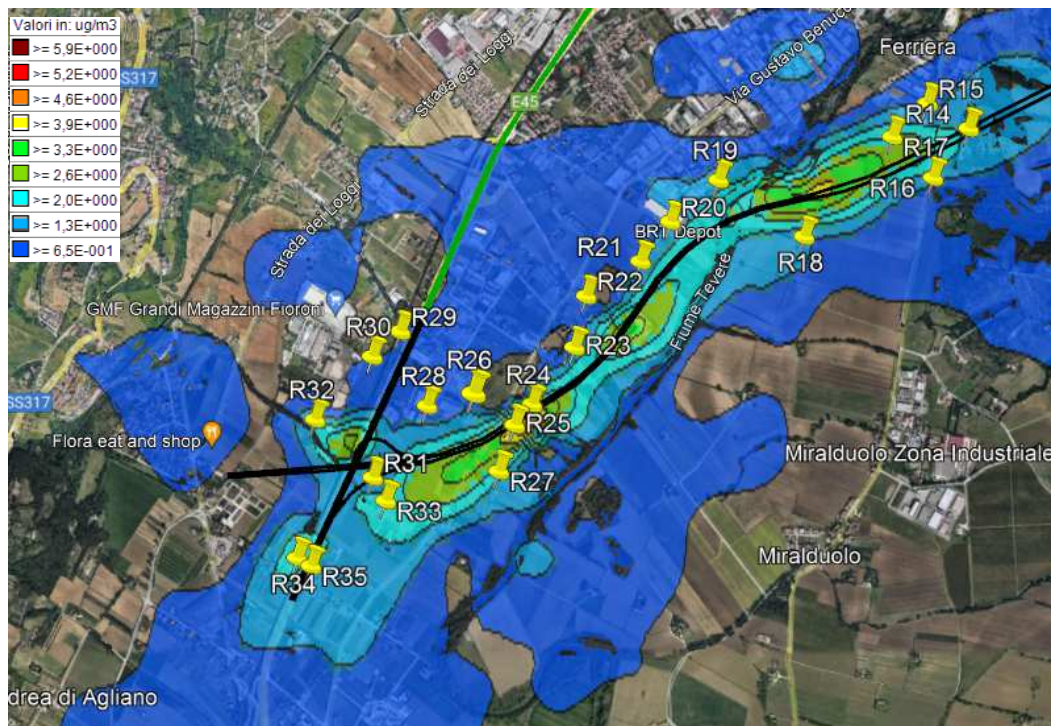 Valori in: ug/m3
>= 5,9E+000
>= 5,2E+000
>= 4,6E+000
>= 3,9E+000
>= 3,3E+000
>= 2,6E+000
>= 2,0E+000
>= 1,3E+000
>= 6,5E-001
SS317
Strada dei Logg
E45
Via Gustavo Benucc
Ferriera
R15
R14
R17
R19
R16
R20
BRT Depot
R18
Strada dei Loggi
R21
R22
Fiume Tevere
GMF Grandi Magazzini Fioroni
R29
R30
R23
R26
R28
R24
SS317
R32
R25
Flora eat and shop
R31
R27
Miralduolo Zona Industriale
R33
Miralduolo
R34
R35
drea di Agliano